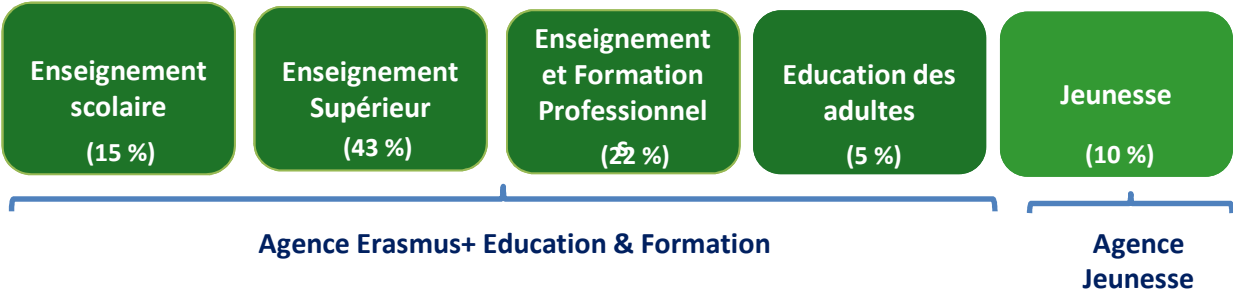 Enseignement
scolaire
(15 %)
Enseignement
Supérieur
(43 %)
Enseignement
et Formation
Professionnel
s
(22 %)
Education des
adultes
(5 %)
Jeunesse
(10 %)
Agence Erasmus+ Education & Formation
Agence
Jeunesse